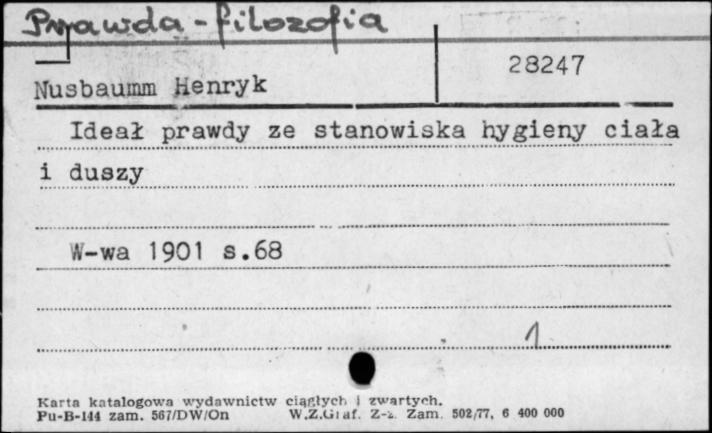 Prawda - filozofia
28247
Nusbaumm Henryk
Ideał prawdy ze stanowiska hygieny ciała
i duszy
W-wa 1901 s.68
1
Karta katalogowa wydawnictw ciągłych i zwartych.
Pu-B-144 zam. 567/DW/On W.Z.Graf. Z-2. Zam. 502/77, 6 400 000